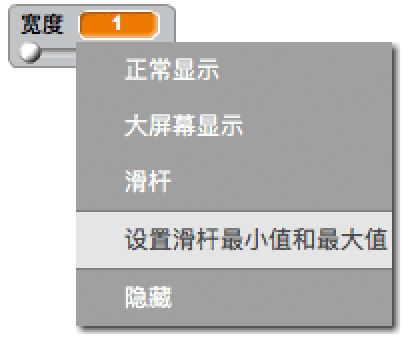 宽度 1
正常显示
大屏幕显示
滑杆
设置滑杆最小值和最大值
隐藏